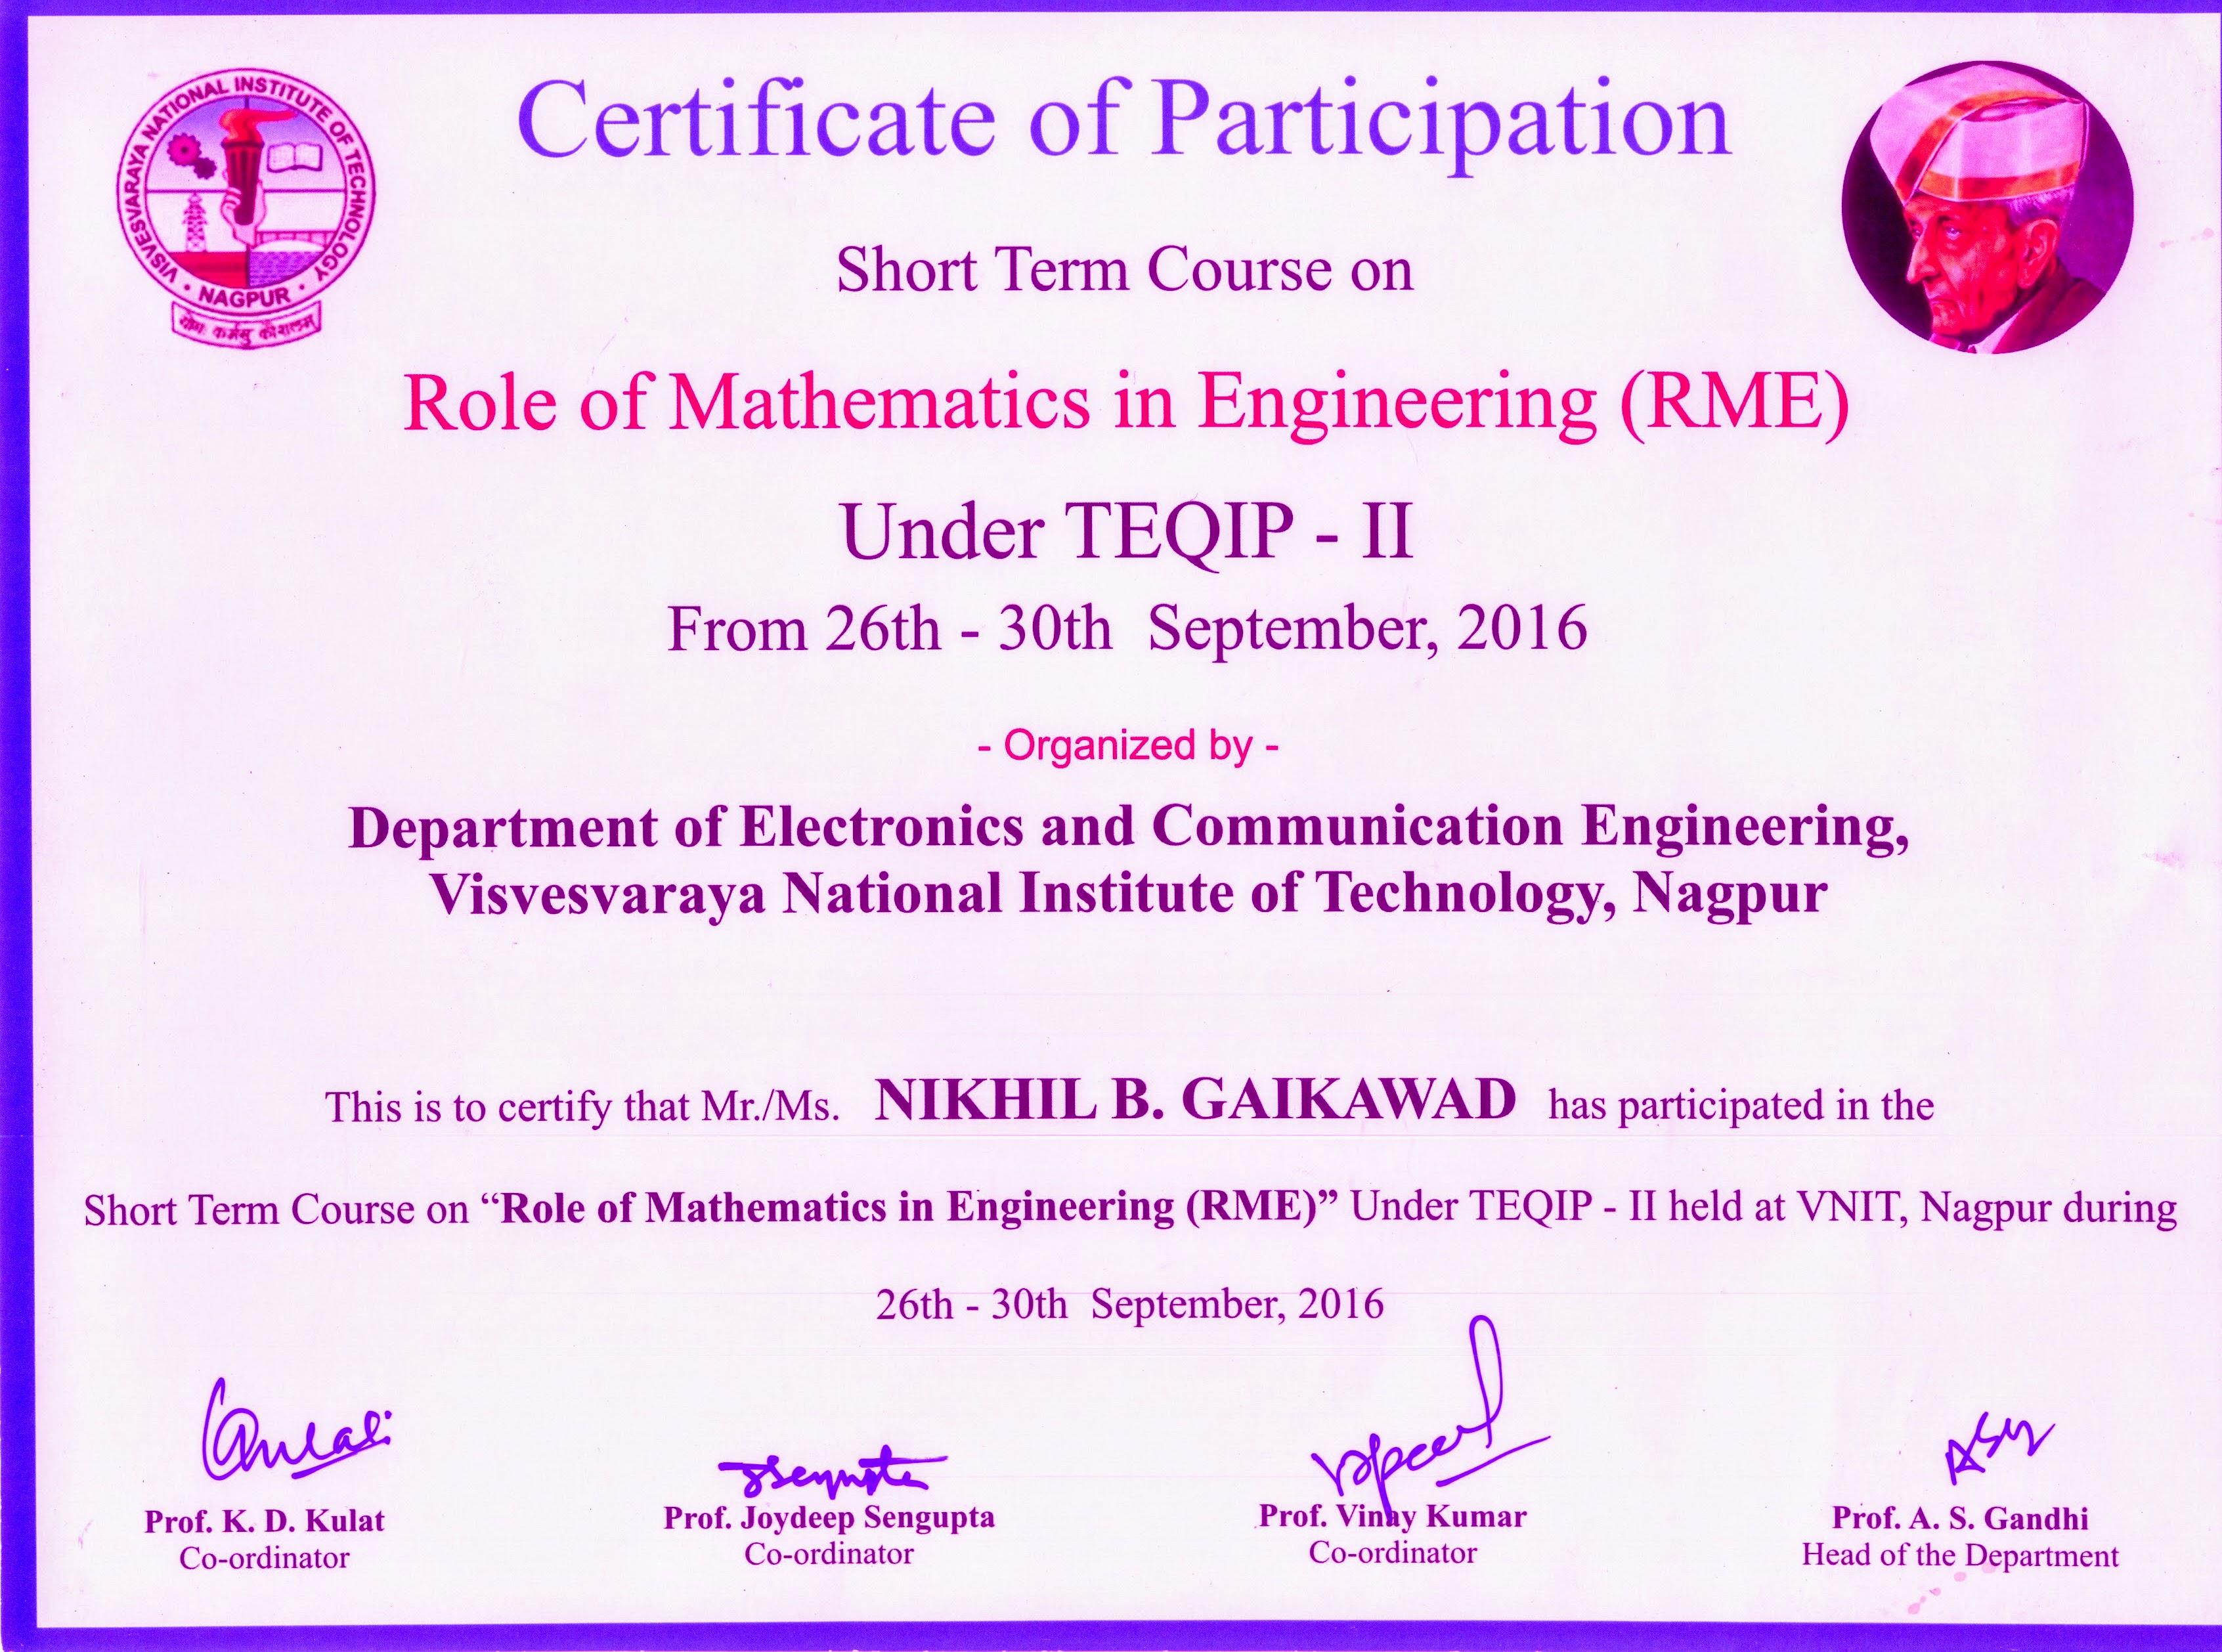 VISVESVARAYA NATIONAL INSTITUTE OF TECHNOLOGY
• NAGPUR •
योगः कर्मसु कौशलम्
Certificate of Participation
Short Term Course on
Role of Mathematics in Engineering (RME)
Under TEQIP - II
From 26th - 30th September, 2016
- Organized by -
Department of Electronics and Communication Engineering,
Visvesvaraya National Institute of Technology, Nagpur
This is to certify that Mr./Ms. NIKHIL B. GAIKAWAD has participated in the
Short Term Course on “Role of Mathematics in Engineering (RME)” Under TEQIP - II held at VNIT, Nagpur during
26th - 30th September, 2016
Prof. K. D. Kulat
Co-ordinator
Prof. Joydeep Sengupta
Co-ordinator
Prof. Vinay Kumar
Co-ordinator
Prof. A. S. Gandhi
Head of the Department